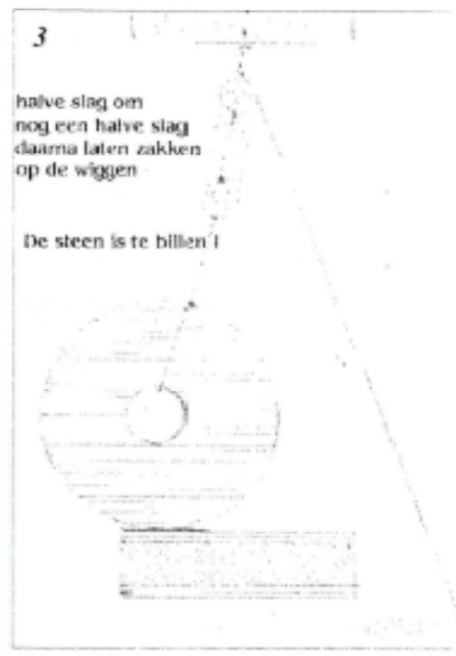 3
halve slag om
nog een halve slag
daarna laten zakken
op de wiggen
De steen is te billen !